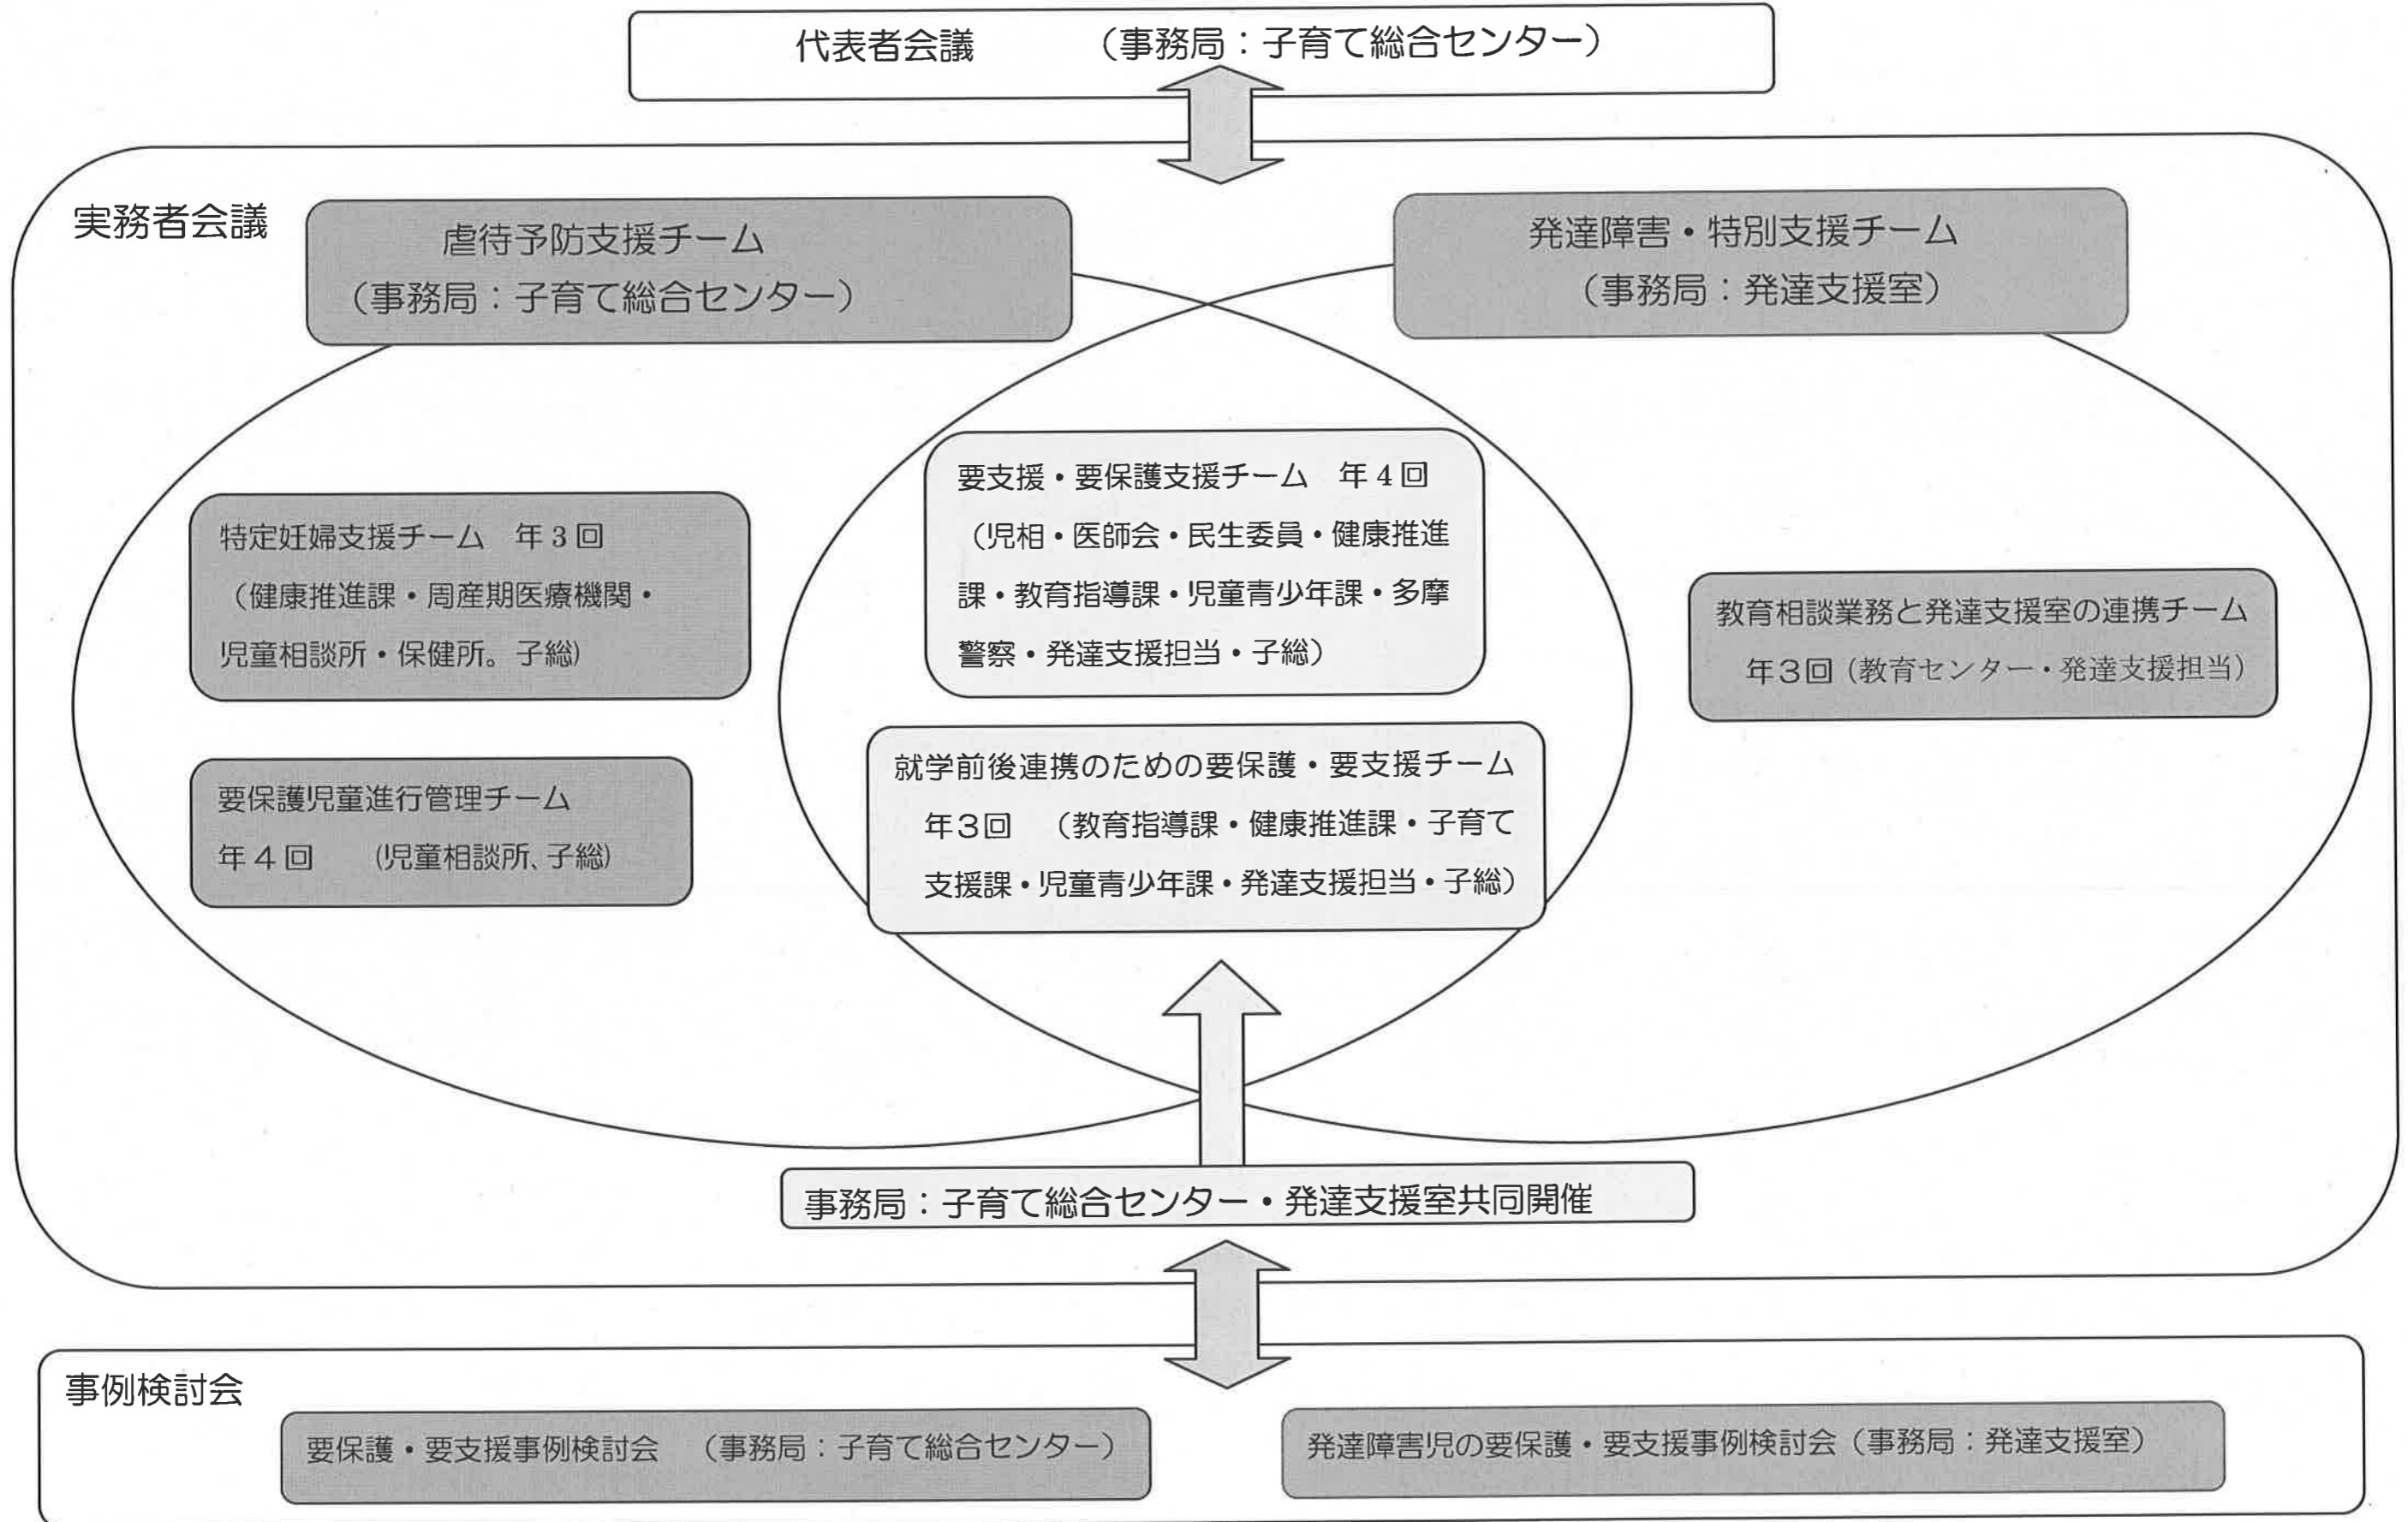 代表者会議　　　（事務局：子育て総合センター）
実務者会議
虐待予防支援チーム
（事務局：子育て総合センター）
発達障害・特別支援チーム
（事務局：発達支援室）
特定妊婦支援チーム　年3回
（健康推進課・周産期医療機関・
児童相談所・保健所。子総)
要保護児童進行管理チーム
年４回　　(児童相談所、子総)
要支援・要保護支援チーム　年４回
（児相・医師会・民生委員・健康推進
課・教育指導課・児童青少年課・多摩
警察・発達支援担当・子総）
就学前後連携のための要保護・要支援チーム
年３回　（教育指導課・健康推進課・子育て
支援課・児童青少年課・発達支援担当・子総）
教育相談業務と発達支援室の連携チーム
年３回（教育センター・発達支援担当）
事務局：子育て総合センター・発達支援室共同開催
事例検討会
要保護・要支援事例検討会　（事務局：子育て総合センター）
発達障害児の要保護・要支援事例検討会（事務局：発達支援室）